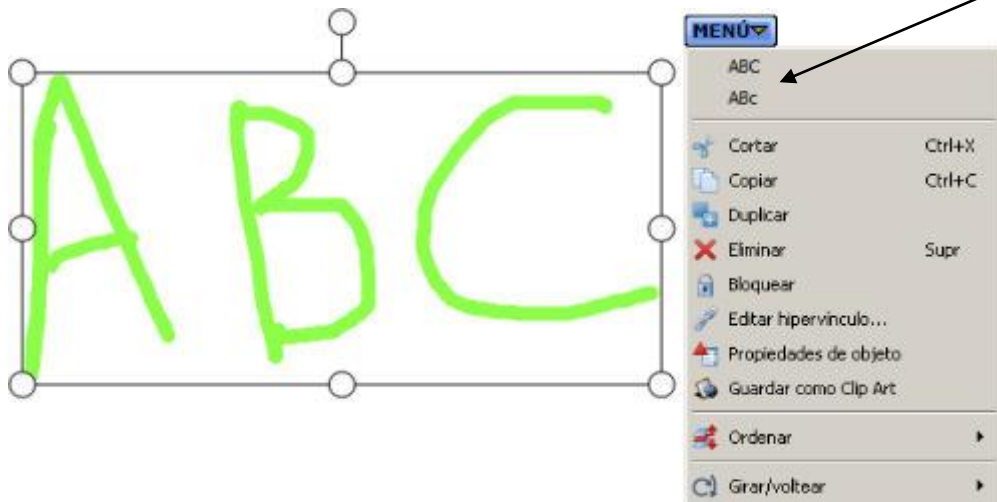 A B C
MENÚ
ABC
ABc
Cortar Ctrl+X
Copiar Ctrl+C
Duplicar
Eliminar Supr
Bloquear
Editar hipervínculo...
Propiedades de objeto
Guardar como Clip Art
Ordenar
Girar/voltear